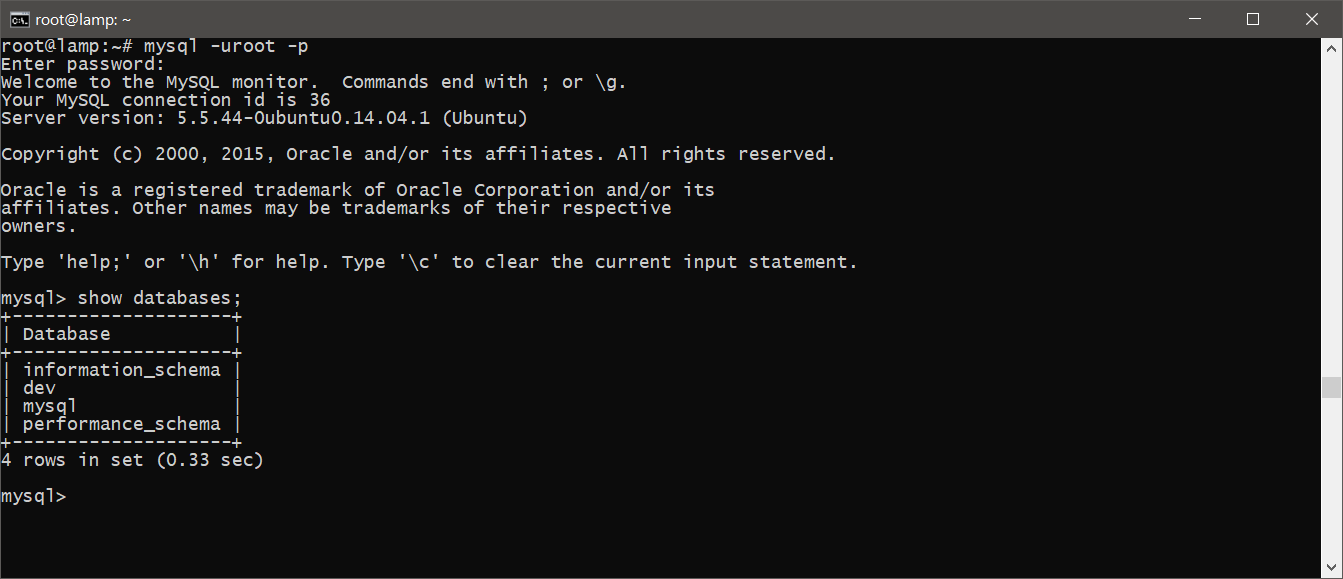 root@lamp: ~
root@lamp:~# mysql -uroot -p
Enter password:
Welcome to the MySQL monitor.  Commands end with ; or \g.
Your MySQL connection id is 36
Server version: 5.5.44-0ubuntu0.14.04.1 (Ubuntu)
Copyright (c) 2000, 2015, Oracle and/or its affiliates. All rights reserved.
Oracle is a registered trademark of Oracle Corporation and/or its
affiliates. Other names may be trademarks of their respective
owners.
Type 'help;' or '\h' for help. Type '\c' to clear the current input statement.
mysql> show databases;
+--------------------+
| Database           |
+--------------------+
| information_schema |
| dev                |
| mysql              |
| performance_schema |
+--------------------+
4 rows in set (0.33 sec)
mysql>